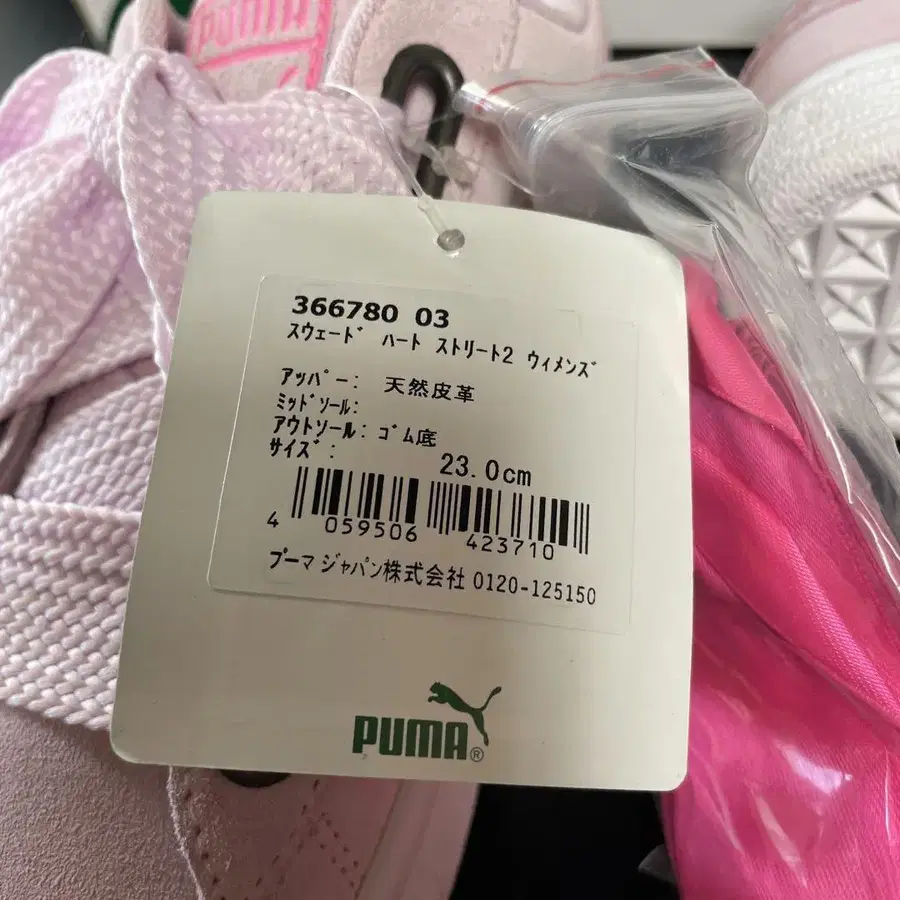 PUMA
366780 03
スウェード ハート ストリート2 ウィメンズ
アッパー: 天然皮革
ミッドソール:
アウトソール: ゴム底
サイズ: 23.0cm
4 059506 423710
プーマ ジャパン株式会社 0120-125150
PUMA®